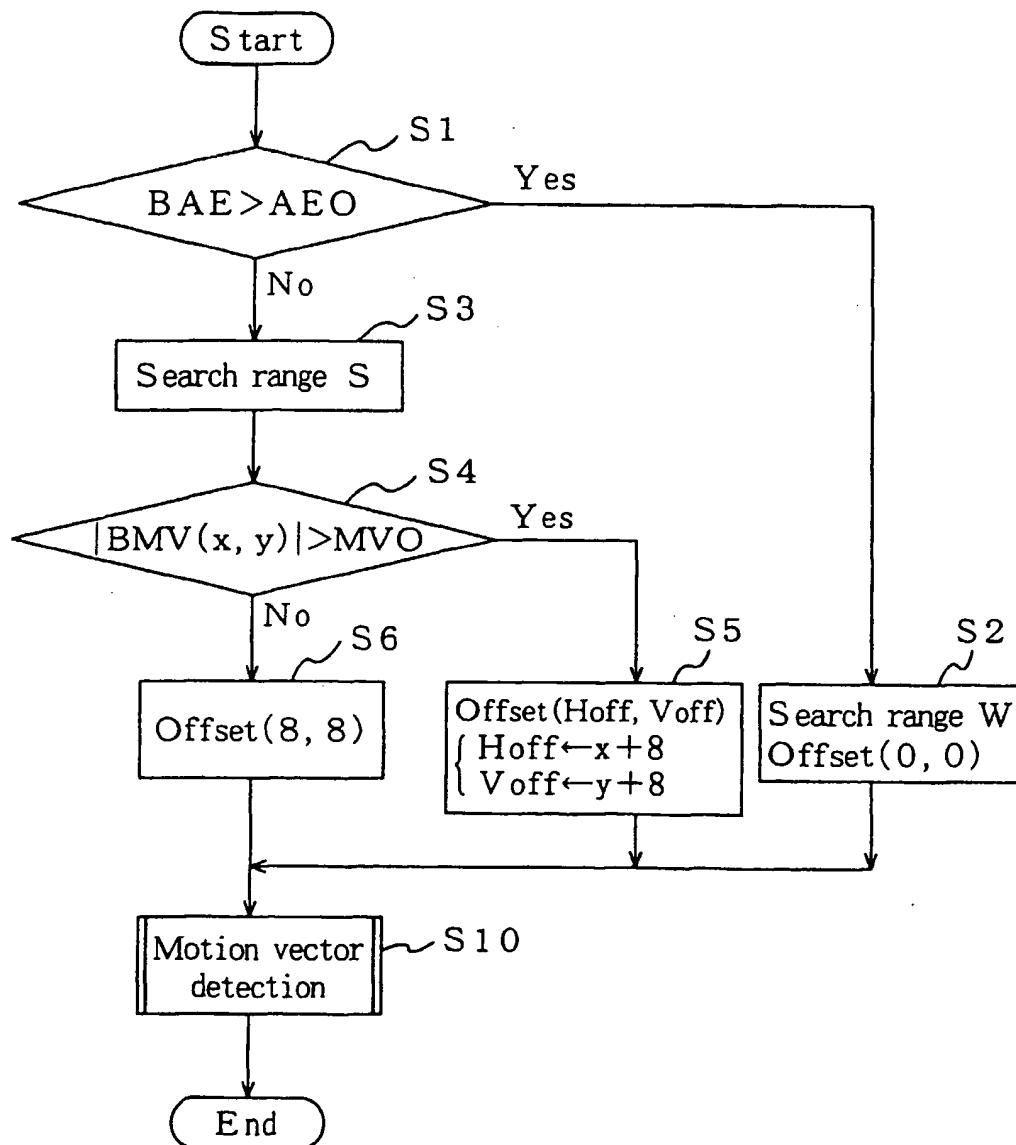 Start
S1
BAE>AEO
Yes
No
S3
Search range S
S4
|BMV(x, y)|>MVO
Yes
No
S6
Offset(8, 8)
S5
Offset(Hoff, Voff)
{ Hoff←x+8
Voff←y+8
S2
Search range W
Offset(0, 0)
Motion vector
detection
S10
End